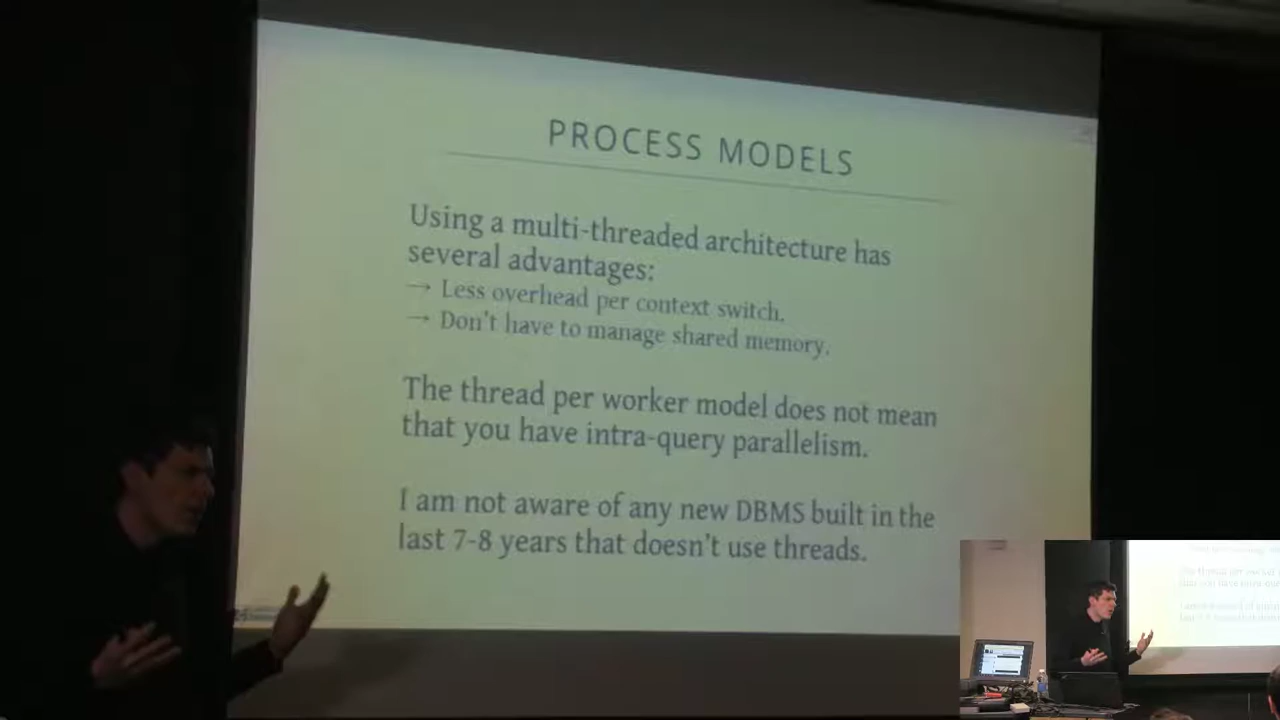 PROCESS MODELS
Using a multi-threaded architecture has
several advantages:
→ Less overhead per context switch.
→ Don't have to manage shared memory.
The thread per worker model does not mean
that you have intra-query parallelism.
I am not aware of any new DBMS built in the
last 7-8 years that doesn't use threads.